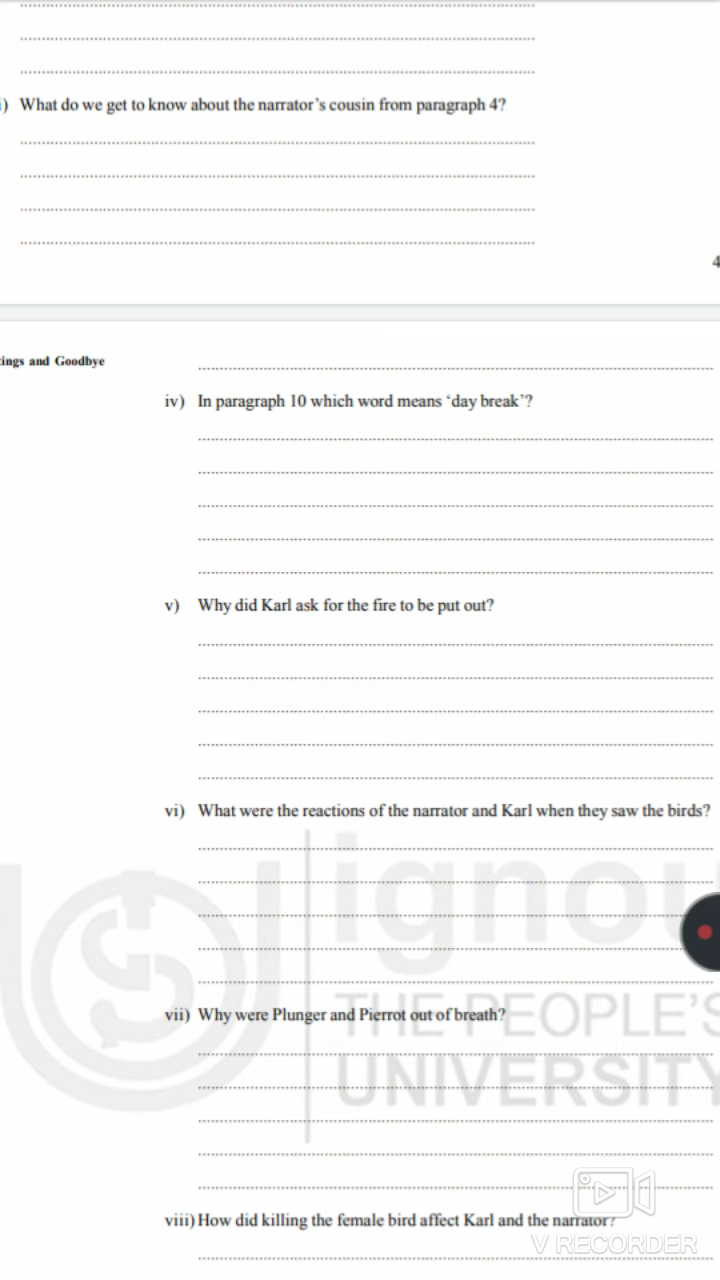 ) What do we get to know about the narrator's cousin from paragraph 4?
4
ings and Goodbye
iv) In paragraph 10 which word means 'day break'?
v) Why did Karl ask for the fire to be put out?
vi) What were the reactions of the narrator and Karl when they saw the birds?
ignou
THE PEOPLE'S
UNIVERSITY
vii) Why were Plunger and Pierrot out of breath?
viii) How did killing the female bird affect Karl and the narrator?
V RECORDER